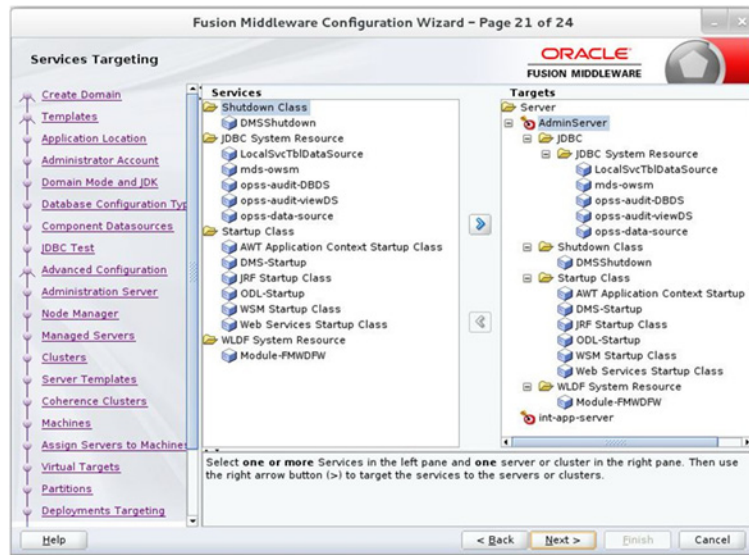 Fusion Middleware Configuration Wizard – Page 21 of 24
Services Targeting
ORACLE
FUSION MIDDLEWARE
Create Domain
Templates
Application Location
Administrator Account
Domain Mode and JDK
Database Configuration Typ
Component Datasources
JDBC Test
Advanced Configuration
Administration Server
Node Manager
Managed Servers
Clusters
Server Templates
Coherence Clusters
Machines
Assign Servers to Machines
Virtual Targets
Partitions
Deployments Targeting
Services
Shutdown Class
DMSShutdown
JDBC System Resource
LocalSvcTblDataSource
mds-owsm
opss-audit-DBDS
opss-audit-viewDS
opss-data-source
Startup Class
AWT Application Context Startup Class
DMS-Startup
JRF Startup Class
ODL-Startup
WSM Startup Class
Web Services Startup Class
WLDF System Resource
Module-FMWDFW
Targets
Server
AdminServer
JDBC
JDBC System Resource
LocalSvcTblDataSource
mds-owsm
opss-audit-DBDS
opss-audit-viewDS
opss-data-source
Shutdown Class
DMSShutdown
Startup Class
AWT Application Context Startup
DMS-Startup
JRF Startup Class
ODL-Startup
WSM Startup Class
Web Services Startup Class
WLDF System Resource
Module-FMWDFW
int-app-server
Select one or more Services in the left pane and one server or cluster in the right pane. Then use
the right arrow button (>) to target the services to the servers or clusters.
Help
< Back
Next >
Finish
Cancel